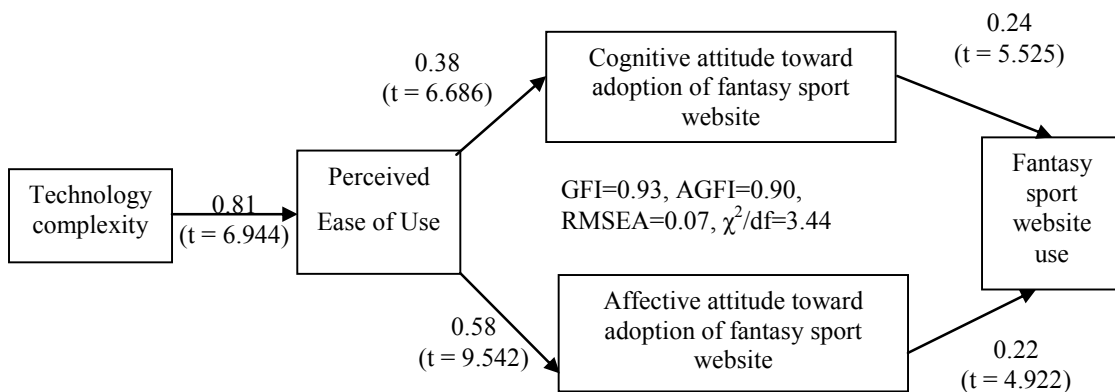 Technology
complexity
0.81
(t = 6.944)
Perceived
Ease of Use
0.38
(t = 6.686)
Cognitive attitude toward
adoption of fantasy sport
website
0.24
(t = 5.525)
GFI=0.93, AGFI=0.90,
RMSEA=0.07, χ²/df=3.44
0.58
(t = 9.542)
Affective attitude toward
adoption of fantasy sport
website
0.22
(t = 4.922)
Fantasy
sport
website
use